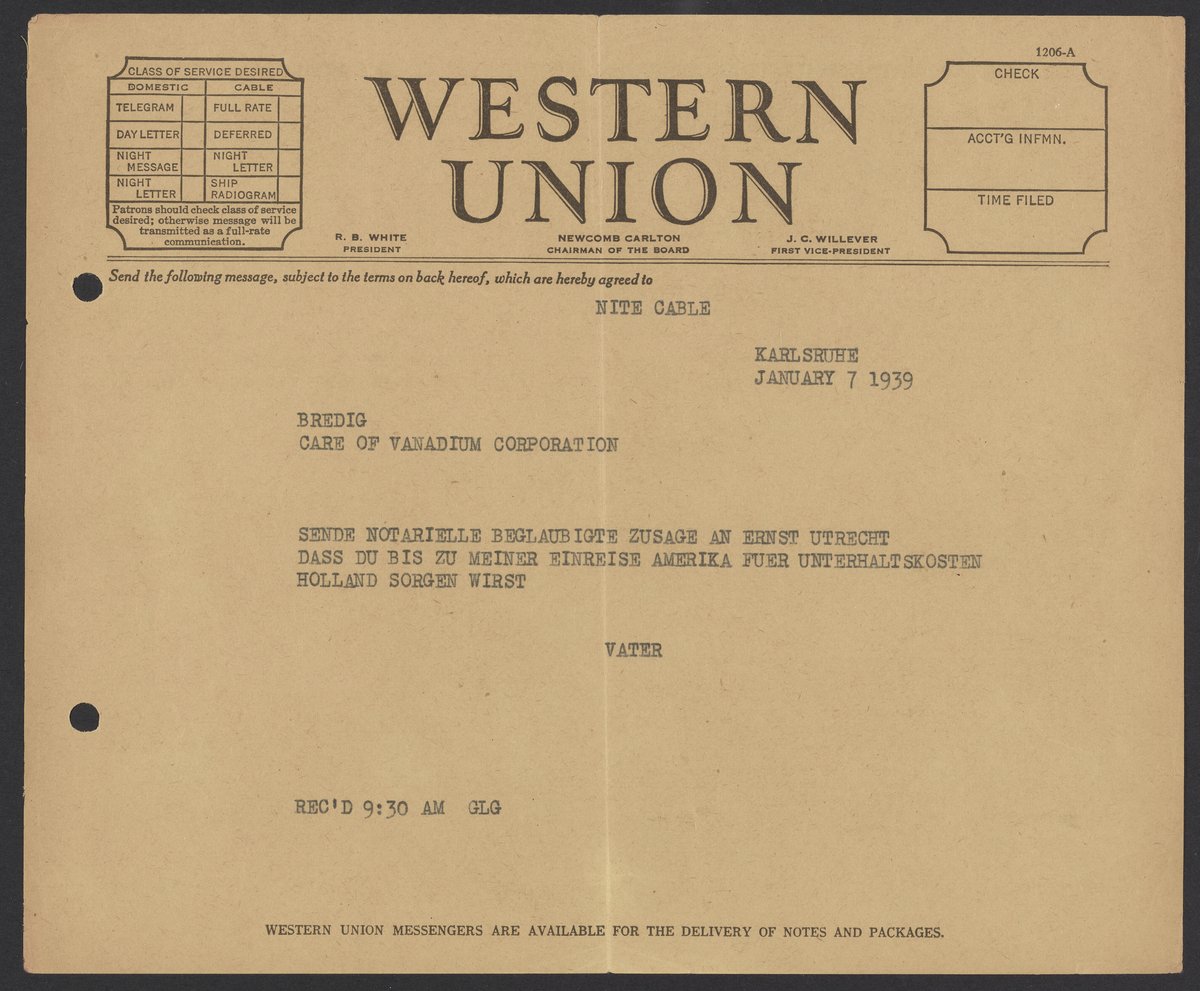 1206-A
CLASS OF SERVICE DESIRED
DOMESTIC CABLE
TELEGRAM FULL RATE
DAY LETTER DEFERRED
NIGHT MESSAGE NIGHT LETTER
NIGHT LETTER SHIP RADIOGRAM
Patrons should check class of service
desired; otherwise message will be
transmitted as a full-rate
communication.
WESTERN
UNION
R. B. WHITE
PRESIDENT
NEWCOMB CARLTON
CHAIRMAN OF THE BOARD
J. C. WILLEVER
FIRST VICE-PRESIDENT
CHECK
ACCT'G INFMN.
TIME FILED
Send the following message, subject to the terms on back hereof, which are hereby agreed to
NITE CABLE
KARLSRUHE
JANUARY 7 1939
BREDIG
CARE OF VANADIUM CORPORATION
SENDE NOTARIELLE BEGLAUBIGTE ZUSAGE AN ERNST UTRECHT
DASS DU BIS ZU MEINER EINREISE AMERIKA FUER UNTERHALTSKOSTEN
HOLLAND SORGEN WIRST
VATER
REC'D 9:30 AM GLG
WESTERN UNION MESSENGERS ARE AVAILABLE FOR THE DELIVERY OF NOTES AND PACKAGES.